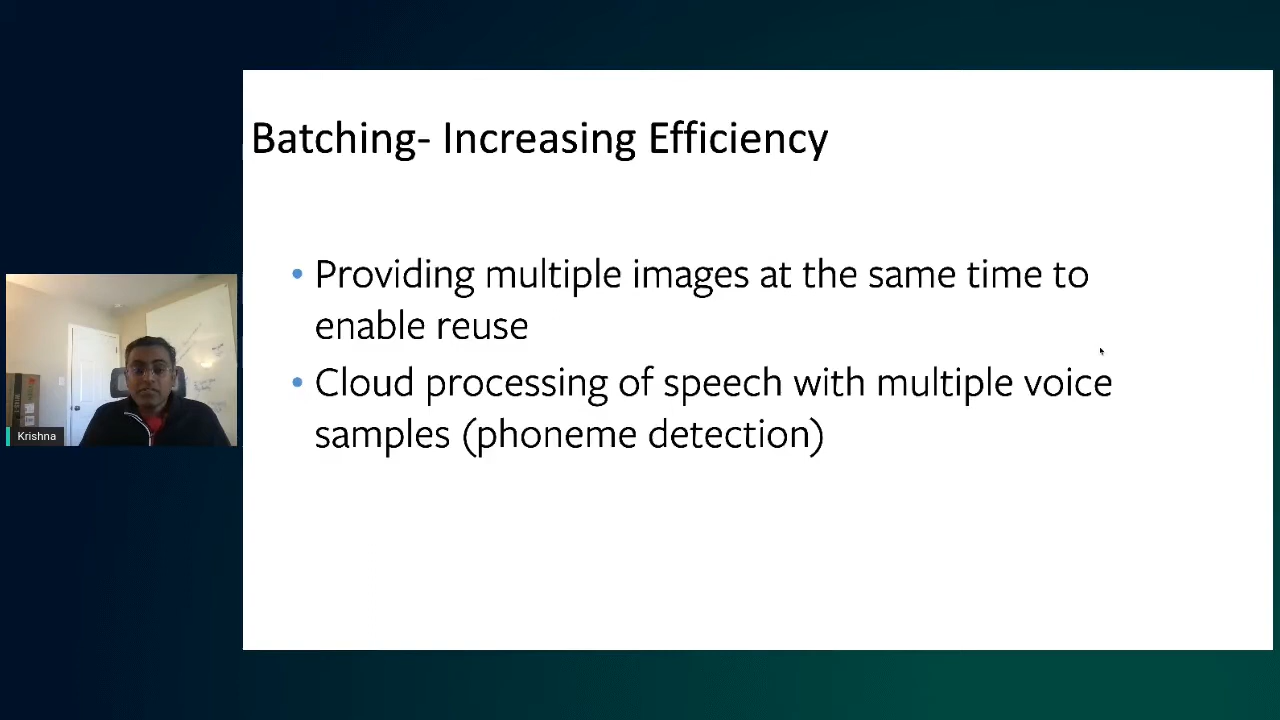 Batching- Increasing Efficiency
• Providing multiple images at the same time to
enable reuse
• Cloud processing of speech with multiple voice
samples (phoneme detection)
Krishna